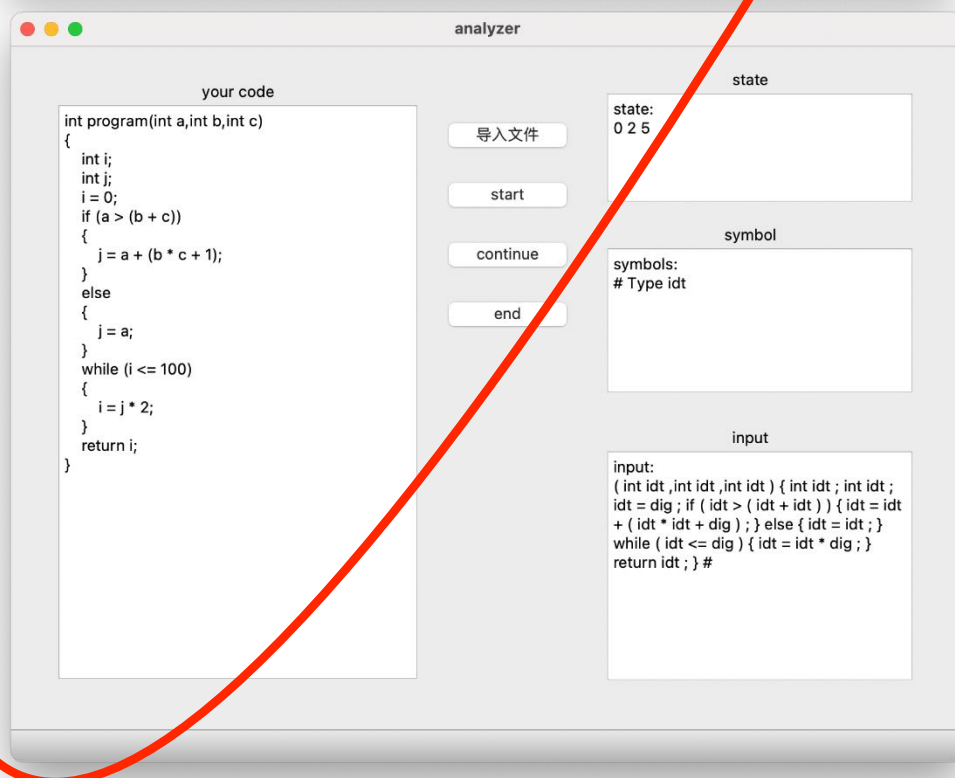 analyzer
your code
int program(int a,int b,int c)
{
int i;
int j;
i = 0;
if (a > (b + c))
{
j = a + (b * c + 1);
}
else
{
j = a;
}
while (i <= 100)
{
i = j * 2;
}
return i;
}
导入文件
start
continue
end
state
state:
0 2 5
symbol
symbols:
# Type idt
input
input:
( int idt ,int idt ,int idt ) { int idt ; int idt ;
idt = dig ; if ( idt > ( idt + idt ) ) { idt = idt
+ ( idt * idt + dig ) ; } else { idt = idt ; }
while ( idt <= dig ) { idt = idt * dig ; }
return idt ; } #